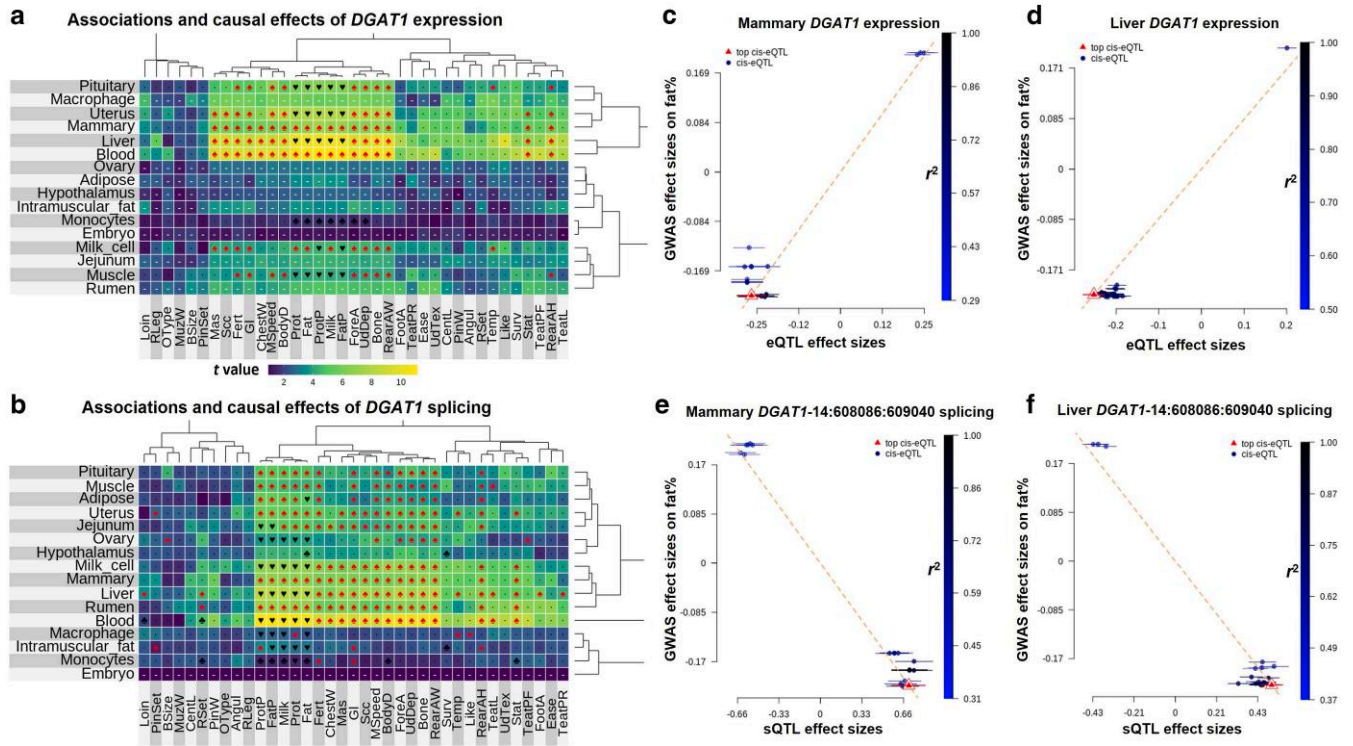 a
Associations and causal effects of DGAT1 expression
Pituitary
Macrophage
Uterus
Mammary
Liver
Blood
Ovary
Adipose
Hypothalamus
Intramuscular_fat
Monocytes
Embryo
Milk_cell
Jejunum
Muscle
Rumen
Loin
RLeg
OType
MuzW
BSize
PinSet
Mas
Scc
Fert
Gl
ChestW
MSpeed
BodyD
Prot
Fat
ProtP
Milk
FatP
ForeA
UdDep
Bone
RearAW
FootA
TeatPR
Ease
UdTex
CentL
PinW
Angul
RSet
Temp
Like
Surv
Stat
TeatPF
RearAH
TeatL
t value
2 4 6 8 10
b
Associations and causal effects of DGAT1 splicing
Pituitary
Muscle
Adipose
Uterus
Jejunum
Ovary
Hypothalamus
Milk_cell
Mammary
Liver
Rumen
Blood
Macrophage
Intramuscular_fat
Monocytes
Embryo
Loin
PinSet
BSize
MuzW
CentL
RSet
PinW
OType
Angul
RLeg
ProtP
FatP
Milk
Prot
Fat
Fert
ChestW
Mas
Gl
Scc
MSpeed
BodyD
ForeA
UdDep
Bone
RearAW
Surv
Temp
Like
RearAH
TeatL
UdTex
Stat
TeatPF
FootA
Ease
TeatPR
c
Mammary DGAT1 expression
top cis-eQTL
cis-eQTL
GWAS effect sizes on fat%
0.169
0.084
0
-0.084
-0.169
-0.25 -0.12 0 0.12 0.25
eQTL effect sizes
r2
1.00
0.86
0.72
0.57
0.43
0.29
d
Liver DGAT1 expression
top cis-eQTL
cis-eQTL
GWAS effect sizes on fat%
0.171
0.085
0
-0.085
-0.171
-0.2 -0.1 0 0.1 0.2
eQTL effect sizes
r2
1.00
0.90
0.80
0.70
0.60
0.50
e
Mammary DGAT1-14:608086:609040 splicing
top cis-eQTL
cis-eQTL
GWAS effect sizes on fat%
0.17
0.085
0
-0.085
-0.17
-0.66 -0.33 0 0.33 0.66
sQTL effect sizes
r2
1.00
0.86
0.72
0.59
0.45
0.31
f
Liver DGAT1-14:608086:609040 splicing
top cis-eQTL
cis-eQTL
GWAS effect sizes on fat%
0.17
0.085
0
-0.085
-0.17
-0.43 -0.21 0 0.21 0.43
sQTL effect sizes
r2
1.00
0.87
0.75
0.62
0.49
0.37